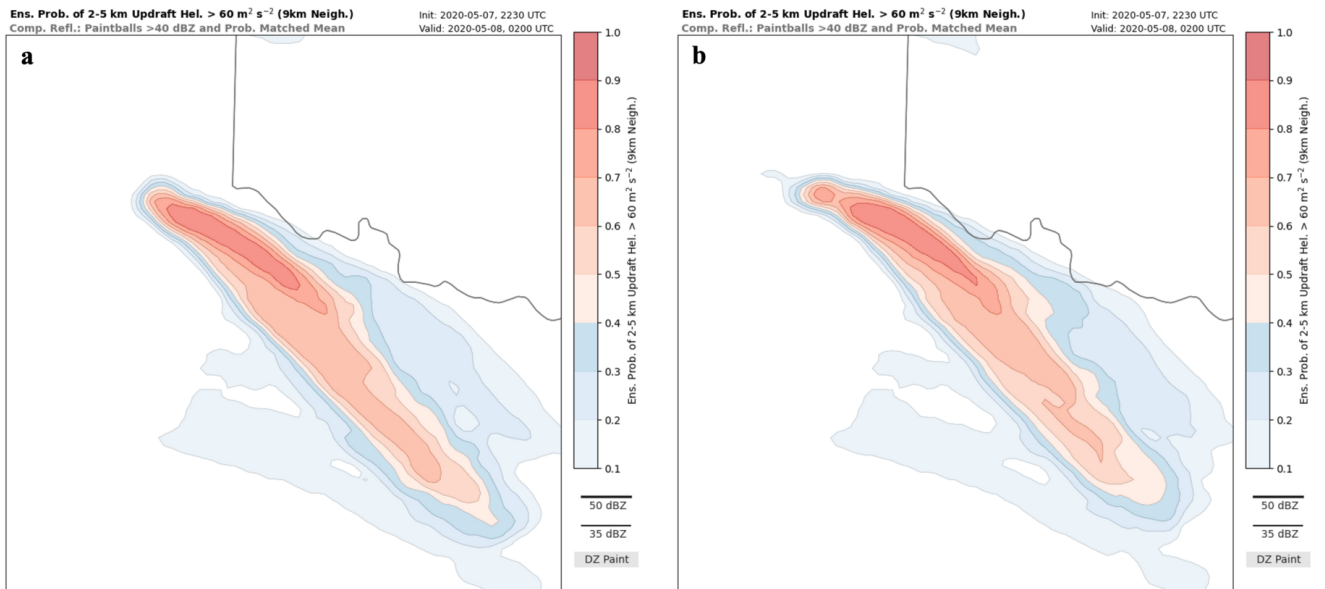 Ens. Prob. of 2-5 km Updraft Hel. > 60 m² s⁻² (9km Neigh.)
Comp. Refl.: Paintballs >40 dBZ and Prob. Matched Mean
Init: 2020-05-07, 2230 UTC
Valid: 2020-05-08, 0200 UTC
a
1.0
0.9
0.8
0.7
0.6
0.5
0.4
0.3
0.2
0.1
Ens. Prob. of 2-5 km Updraft Hel. > 60 m² s⁻² (9km Neigh.)
50 dBZ
35 dBZ
DZ Paint
Ens. Prob. of 2-5 km Updraft Hel. > 60 m² s⁻² (9km Neigh.)
Comp. Refl.: Paintballs >40 dBZ and Prob. Matched Mean
Init: 2020-05-07, 2230 UTC
Valid: 2020-05-08, 0200 UTC
b
1.0
0.9
0.8
0.7
0.6
0.5
0.4
0.3
0.2
0.1
Ens. Prob. of 2-5 km Updraft Hel. > 60 m² s⁻² (9km Neigh.)
50 dBZ
35 dBZ
DZ Paint